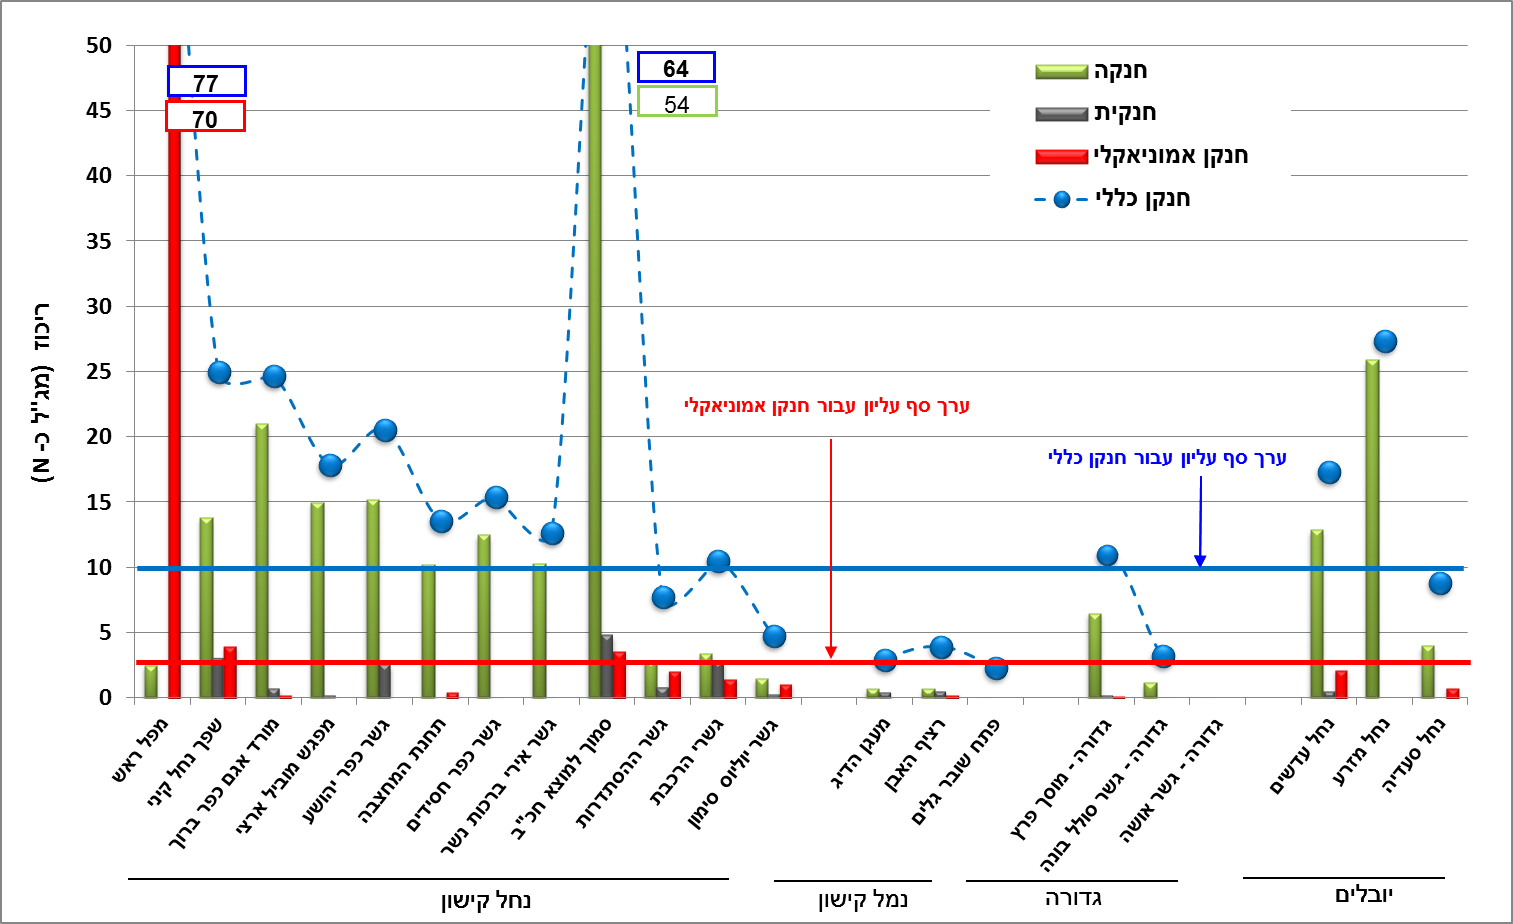 50
45
40
35
30
25
20
15
10
5
0
ריכוז (מג"ל כ- N)
77
70
64
54
חנקה
חנקית
חנקן אמוניאקלי
חנקן כללי
ערך סף עליון עבור חנקן אמוניאקלי
ערך סף עליון עבור חנקן כללי
מפל ראש
שפך נחל קיני
מורד אגם כפר ברוך
מפגש מוביל ארצי
גשר כפר יהושע
תחנת המחצבה
גשר כפר חסידים
גשר אירי ברכות נשר
סמוך למוצא חכ"ב
גשר ההסתדרות
גשרי הרכבת
גשר יוליוס סימון
מעגן הדיג
רציף האבן
פתח שובר גלים
גדורה - מוסך פרץ
גדורה - גשר סולל בונה
גדורה - גשר אושה
נחל עדשים
נחל מזרע
נחל סעדיה
נחל קישון
נמל קישון
גדורה
יובלים